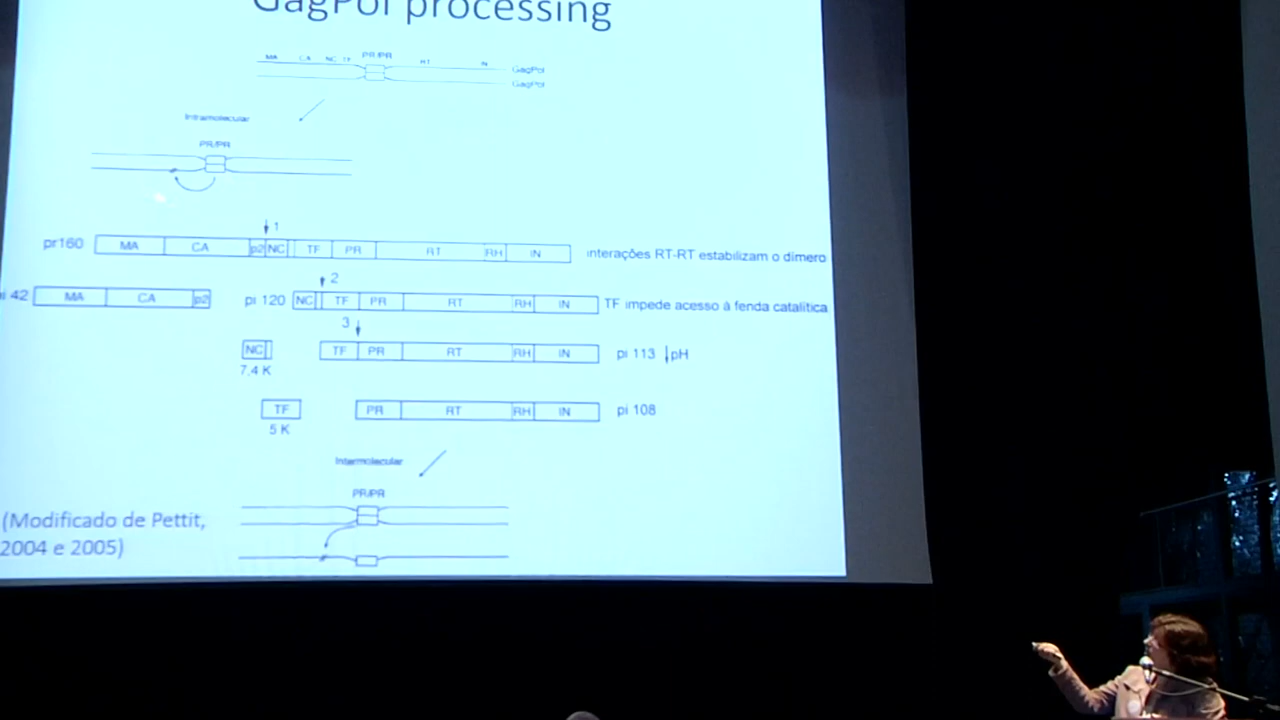 GagPol processing
MA CA NC TF PR/PR RT IN GagPol
GagPol
Intramolecular
PR/PR
1
pr160 MA CA p2 NC TF PR RT RH IN interações RT-RT estabilizam o dímero
2
pi 42 MA CA p2 pi 120 NC TF PR RT RH IN TF impede acesso à fenda catalítica
3
NC TF PR RT RH IN pi 113 ↓pH
7,4 K
TF PR RT RH IN pi 108
5 K
Intermolecular
PR/PR
(Modificado de Pettit,
2004 e 2005)